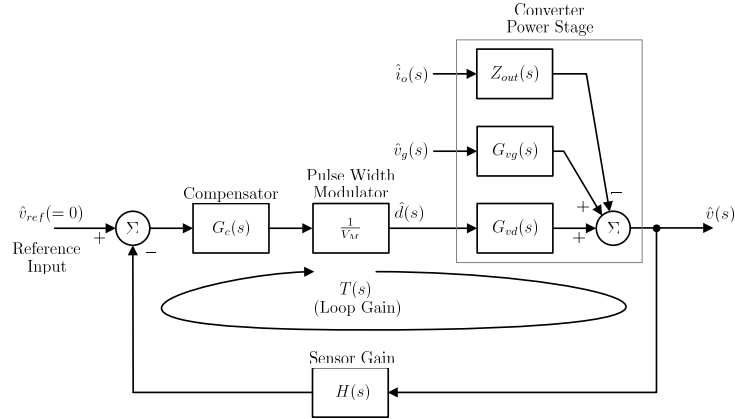 Converter
Power Stage
î_o(s)
Z_out(s)
−
v̂_g(s)
G_vg(s)
+
Pulse Width
Modulator
Compensator
v̂_ref(= 0)
+
Σ
−
G_c(s)
1/V_M
d̂(s)
G_vd(s)
+
Σ
v̂(s)
Reference
Input
T(s)
(Loop Gain)
Sensor Gain
H(s)